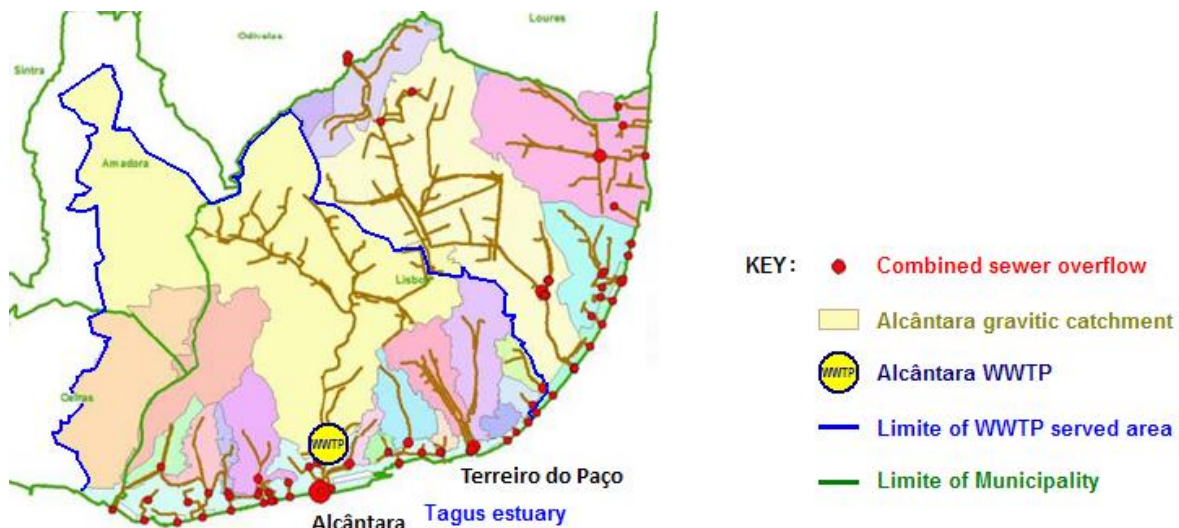 Odivelas
Loures
Sintra
Amadora
Lisboa
Oeiras
WWTP
Terreiro do Paço
Alcântara
Tagus estuary
KEY:
Combined sewer overflow
Alcântara gravitic catchment
WWTP
Alcântara WWTP
Limite of WWTP served area
Limite of Municipality